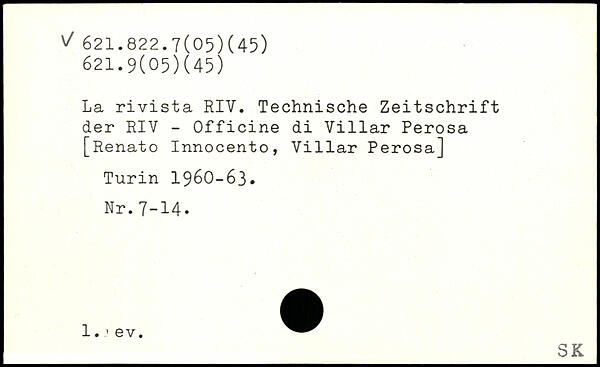 ✓ 621.822.7(05)(45)
621.9(05)(45)
La rivista RIV. Technische Zeitschrift
der RIV - Officine di Villar Perosa
[Renato Innocento, Villar Perosa]
Turin 1960-63.
Nr.7-14.
l. ev.
SK